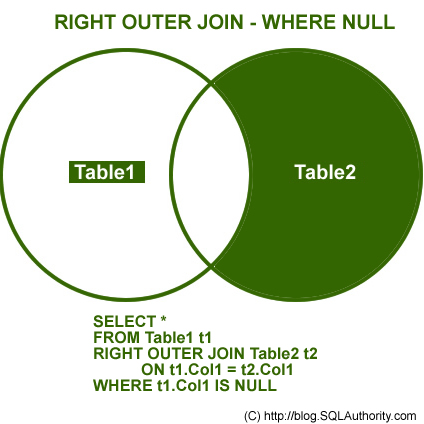 RIGHT OUTER JOIN - WHERE NULL
Table1
Table2
SELECT *
FROM Table1 t1
RIGHT OUTER JOIN Table2 t2
ON t1.Col1 = t2.Col1
WHERE t1.Col1 IS NULL
(C) http://blog.SQLAuthority.com